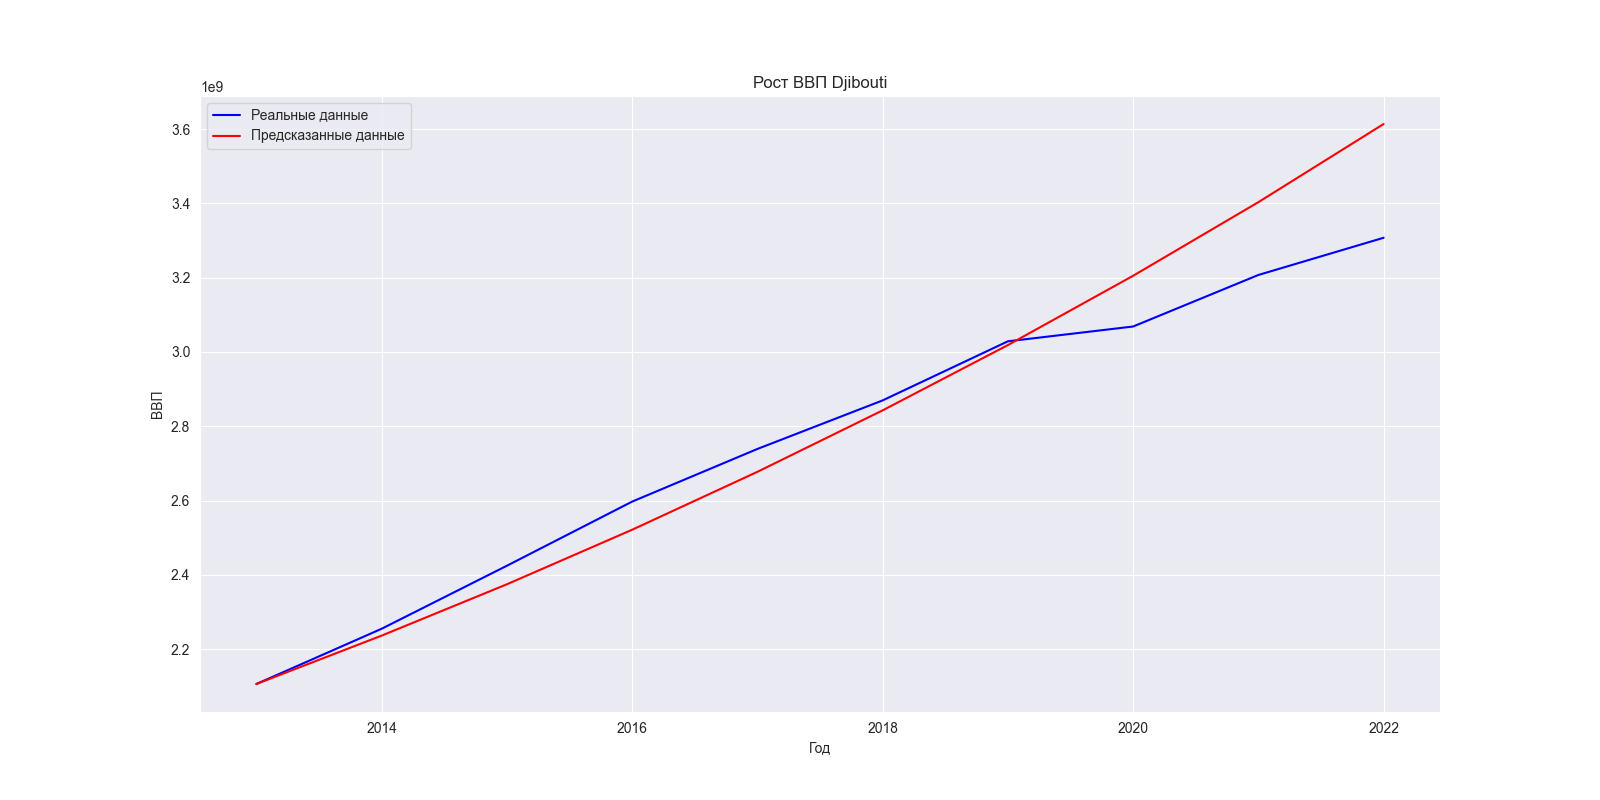 Рост ВВП Djibouti
1e9
Реальные данные
Предсказанные данные
3.6
3.4
3.2
3.0
2.8
2.6
2.4
2.2
ВВП
2014 2016 2018 2020 2022
Год